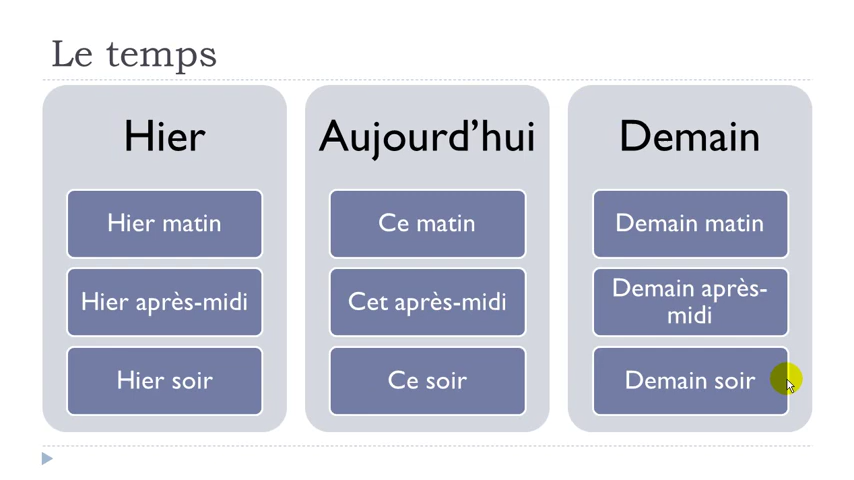 Le temps
Hier
Hier matin
Hier après-midi
Hier soir
Aujourd’hui
Ce matin
Cet après-midi
Ce soir
Demain
Demain matin
Demain après-
midi
Demain soir